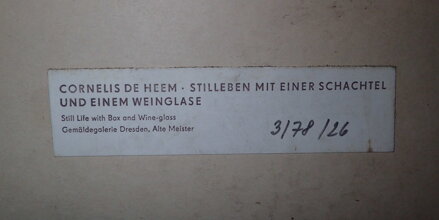 CORNELIS DE HEEM · STILLEBEN MIT EINER SCHACHTEL
UND EINEM WEINGLASE
Still Life with Box and Wine-glass
Gemäldegalerie Dresden, Alte Meister
3/78/26